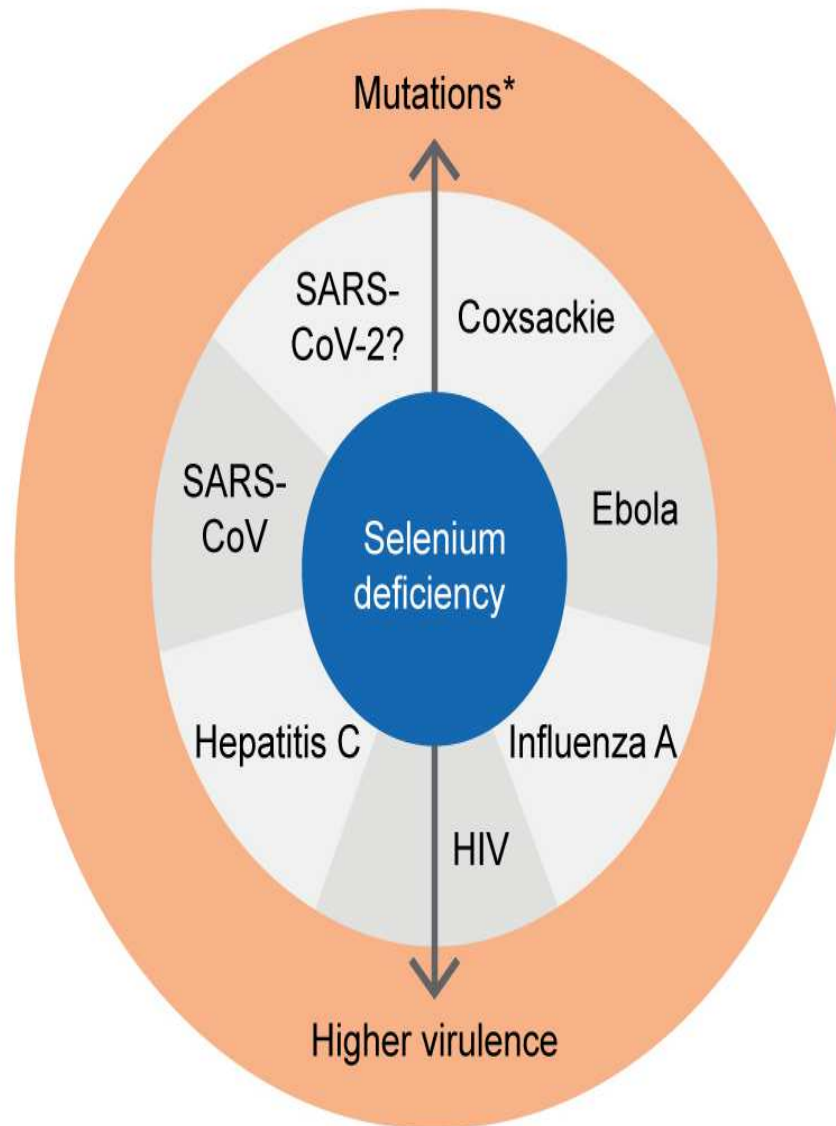 Mutations*
SARS-
CoV-2?
Coxsackie
SARS-
CoV
Ebola
Selenium
deficiency
Hepatitis C
Influenza A
HIV
Higher virulence